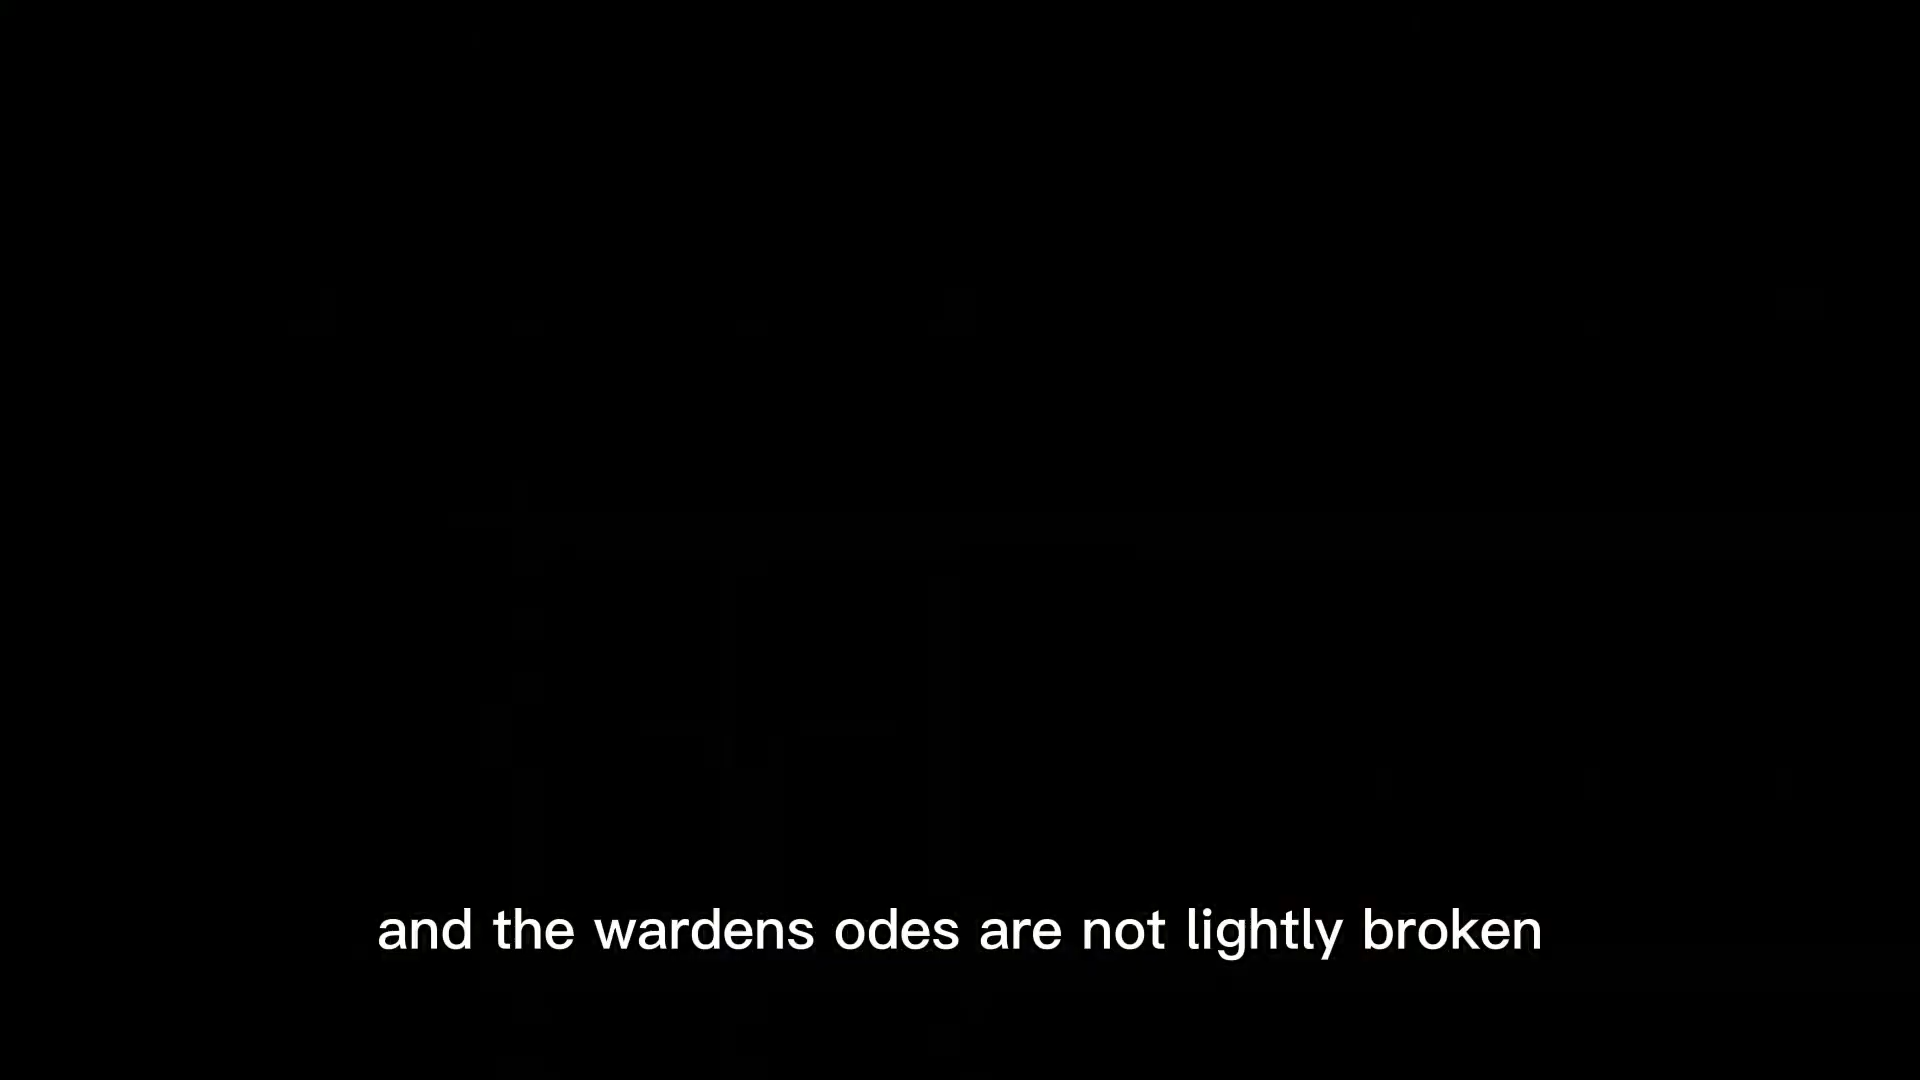 and the wardens odes are not lightly broken